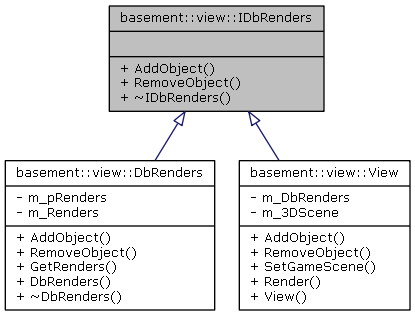 basement::view::IDbRenders
+ AddObject()
+ RemoveObject()
+ ~IDbRenders()
basement::view::DbRenders
- m_pRenders
- m_Renders
+ AddObject()
+ RemoveObject()
+ GetRenders()
+ DbRenders()
+ ~DbRenders()
basement::view::View
- m_DbRenders
- m_3DScene
+ AddObject()
+ RemoveObject()
+ SetGameScene()
+ Render()
+ View()